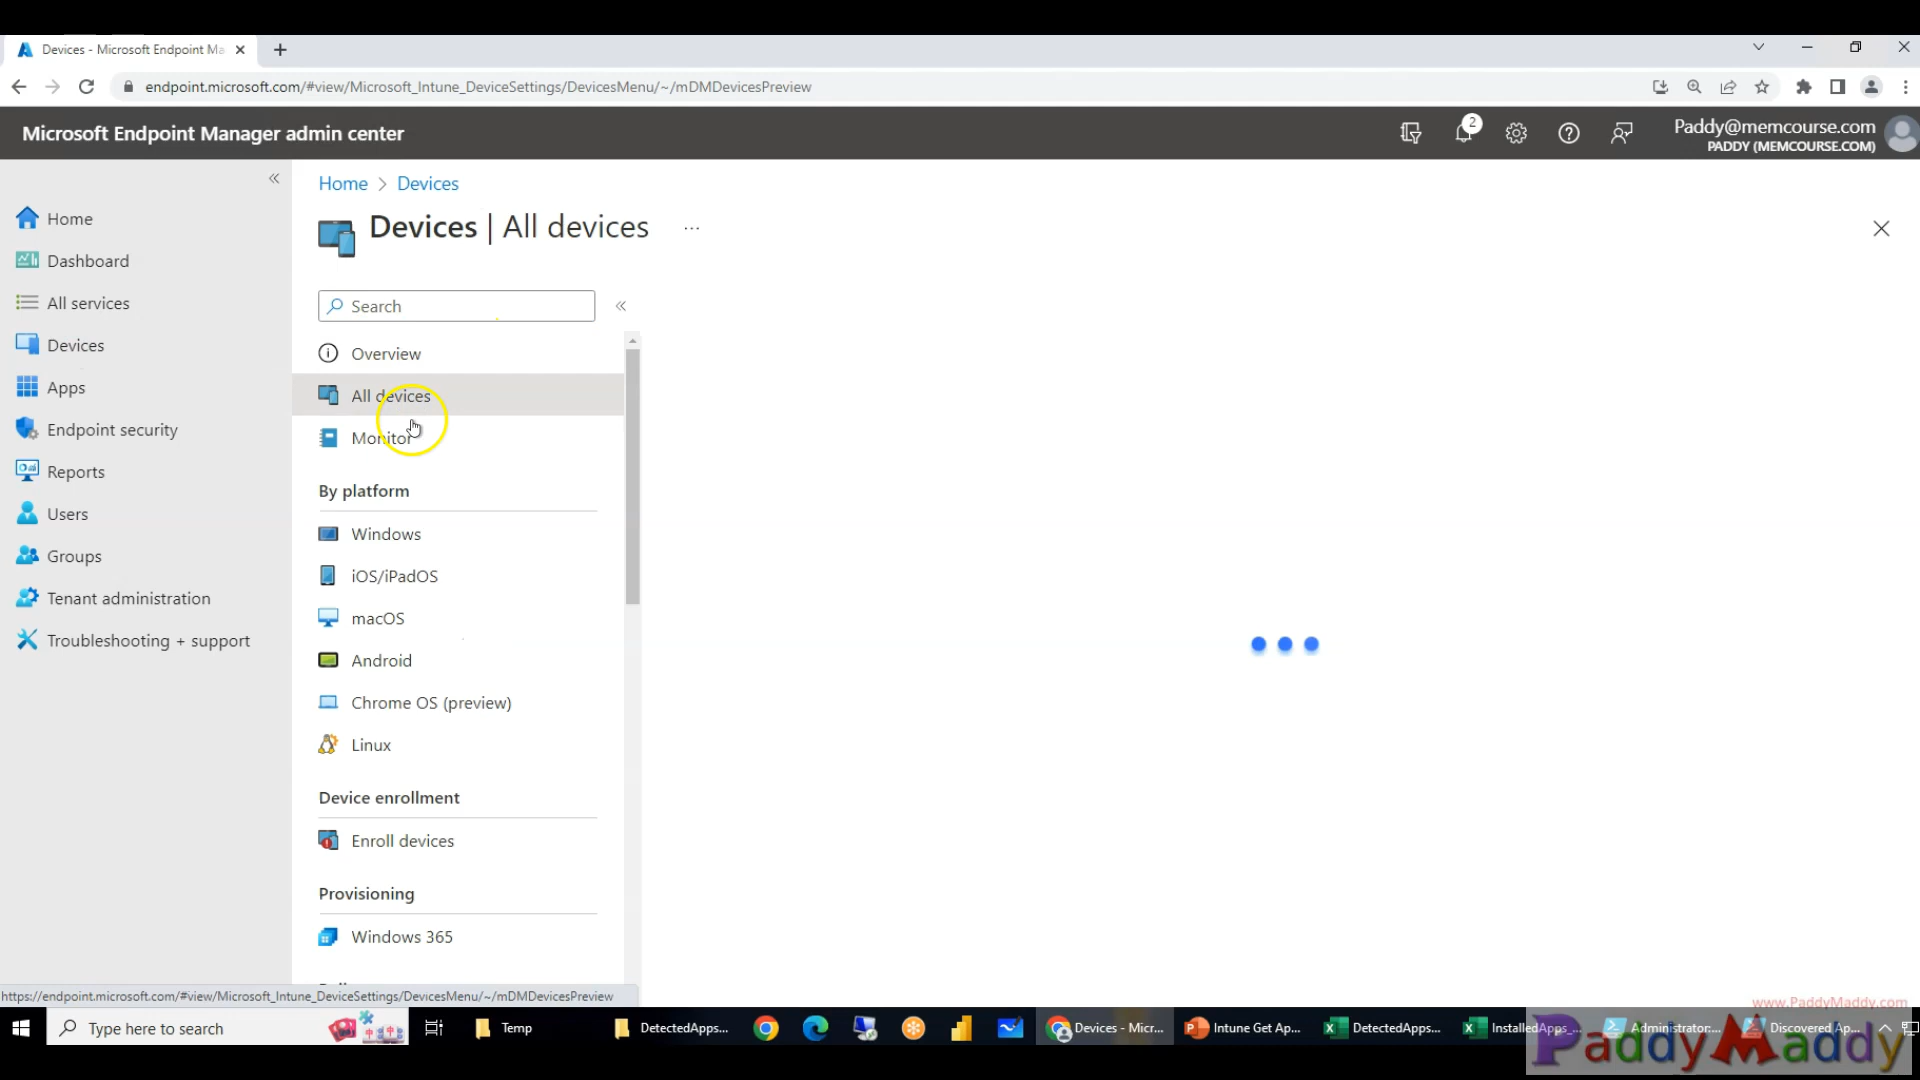 Devices - Microsoft Endpoint Ma
endpoint.microsoft.com/#view/Microsoft_Intune_DeviceSettings/DevicesMenu/~/mDMDevicesPreview
Microsoft Endpoint Manager admin center
2
Paddy@memcourse.com
PADDY (MEMCOURSE.COM)
Home
Dashboard
All services
Devices
Apps
Endpoint security
Reports
Users
Groups
Tenant administration
Troubleshooting + support
Home > Devices
Devices | All devices
...
Search
Overview
All devices
Monitor
By platform
Windows
iOS/iPadOS
macOS
Android
Chrome OS (preview)
Linux
Device enrollment
Enroll devices
Provisioning
Windows 365
https://endpoint.microsoft.com/#view/Microsoft_Intune_DeviceSettings/DevicesMenu/~/mDMDevicesPreview
www.PaddyMaddy.com
Type here to search
Temp
DetectedApps...
Devices - Micr...
Intune Get Ap...
DetectedApps...
InstalledApps_...
Administrator:...
Discovered Ap...
PaddyMaddy